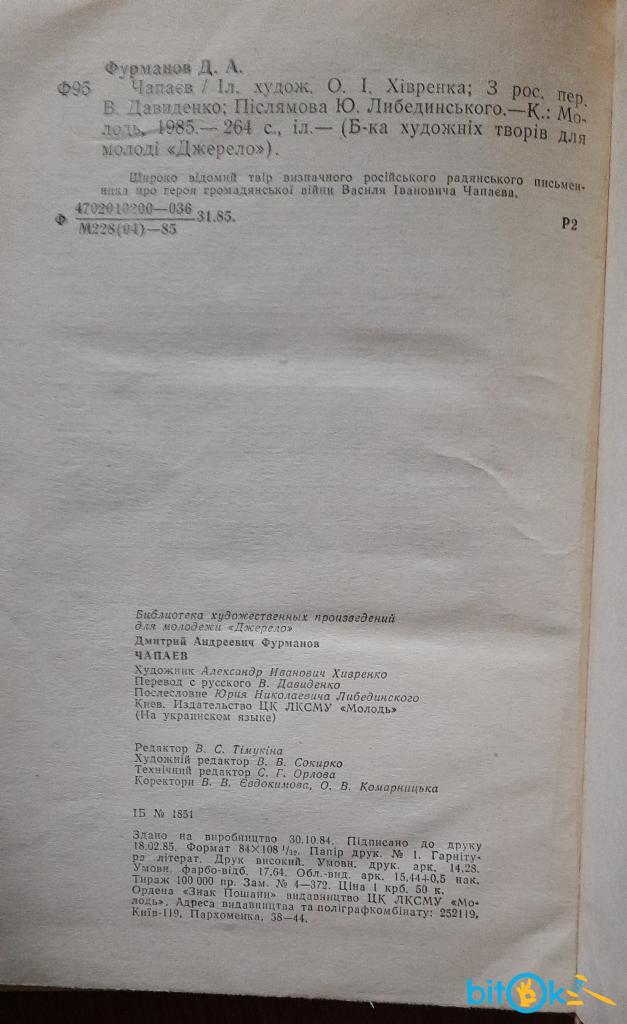 Фурманов Д. А.
Ф95 Чапаєв / Іл. худож. О. І. Хівренка; З рос. пер.
В. Давиденко; Післямова Ю. Либединського.—К.: Мо-
лодь, 1985.— 264 с., іл.— (Б-ка художніх творів для
молоді «Джерело»).
Широко відомий твір визначного російського радянського письмен-
ника про героя громадянської війни Василя Івановича Чапаєва.
Ф 4702010200—036 31.85. Р2
М228(04)—85
Библиотека художественных произведений
для молодежи «Джерело»
Дмитрий Андреевич Фурманов
ЧАПАЕВ
Художник Александр Иванович Хивренко
Перевод с русского В. Давиденко
Послесловие Юрия Николаевича Либединского
Киев. Издательство ЦК ЛКСМУ «Молодь»
(На украинском языке)
Редактор В. С. Тімукіна
Художній редактор В. В. Сокирко
Технічний редактор С. Г. Орлова
Коректори В. В. Євдокимова, О. В. Комарницька
ІБ № 1851
Здано на виробництво 30.10.84. Підписано до друку
18.02.85. Формат 84×108 1/32. Папір друк. № 1. Гарніту-
ра літерат. Друк високий. Умовн. друк. арк. 14,28.
Умовн. фарбо-відб. 17,64. Обл.-вид. арк. 15,44+0,5 нак.
Тираж 100 000 пр. Зам. № 4—372. Ціна 1 крб. 50 к.
Ордена «Знак Пошани» видавництво ЦК ЛКСМУ «Мо-
лодь». Адреса видавництва та поліграфкомбінату: 252119,
Київ-119, Пархоменка, 38—44.
bitok